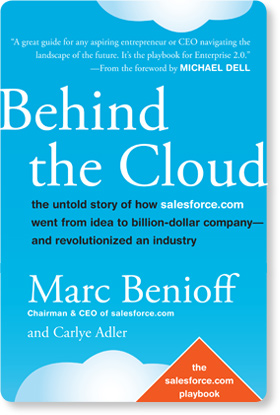 “A great guide for any aspiring entrepreneur or CEO navigating the
landscape of the future. It’s the playbook for Enterprise 2.0.”
—From the foreword by MICHAEL DELL
Behind
the Cloud
the untold story of how salesforce.com
went from idea to billion-dollar company—
and revolutionized an industry
Marc Benioff
Chairman & CEO of salesforce.com
and Carlye Adler
the
salesforce.com
playbook